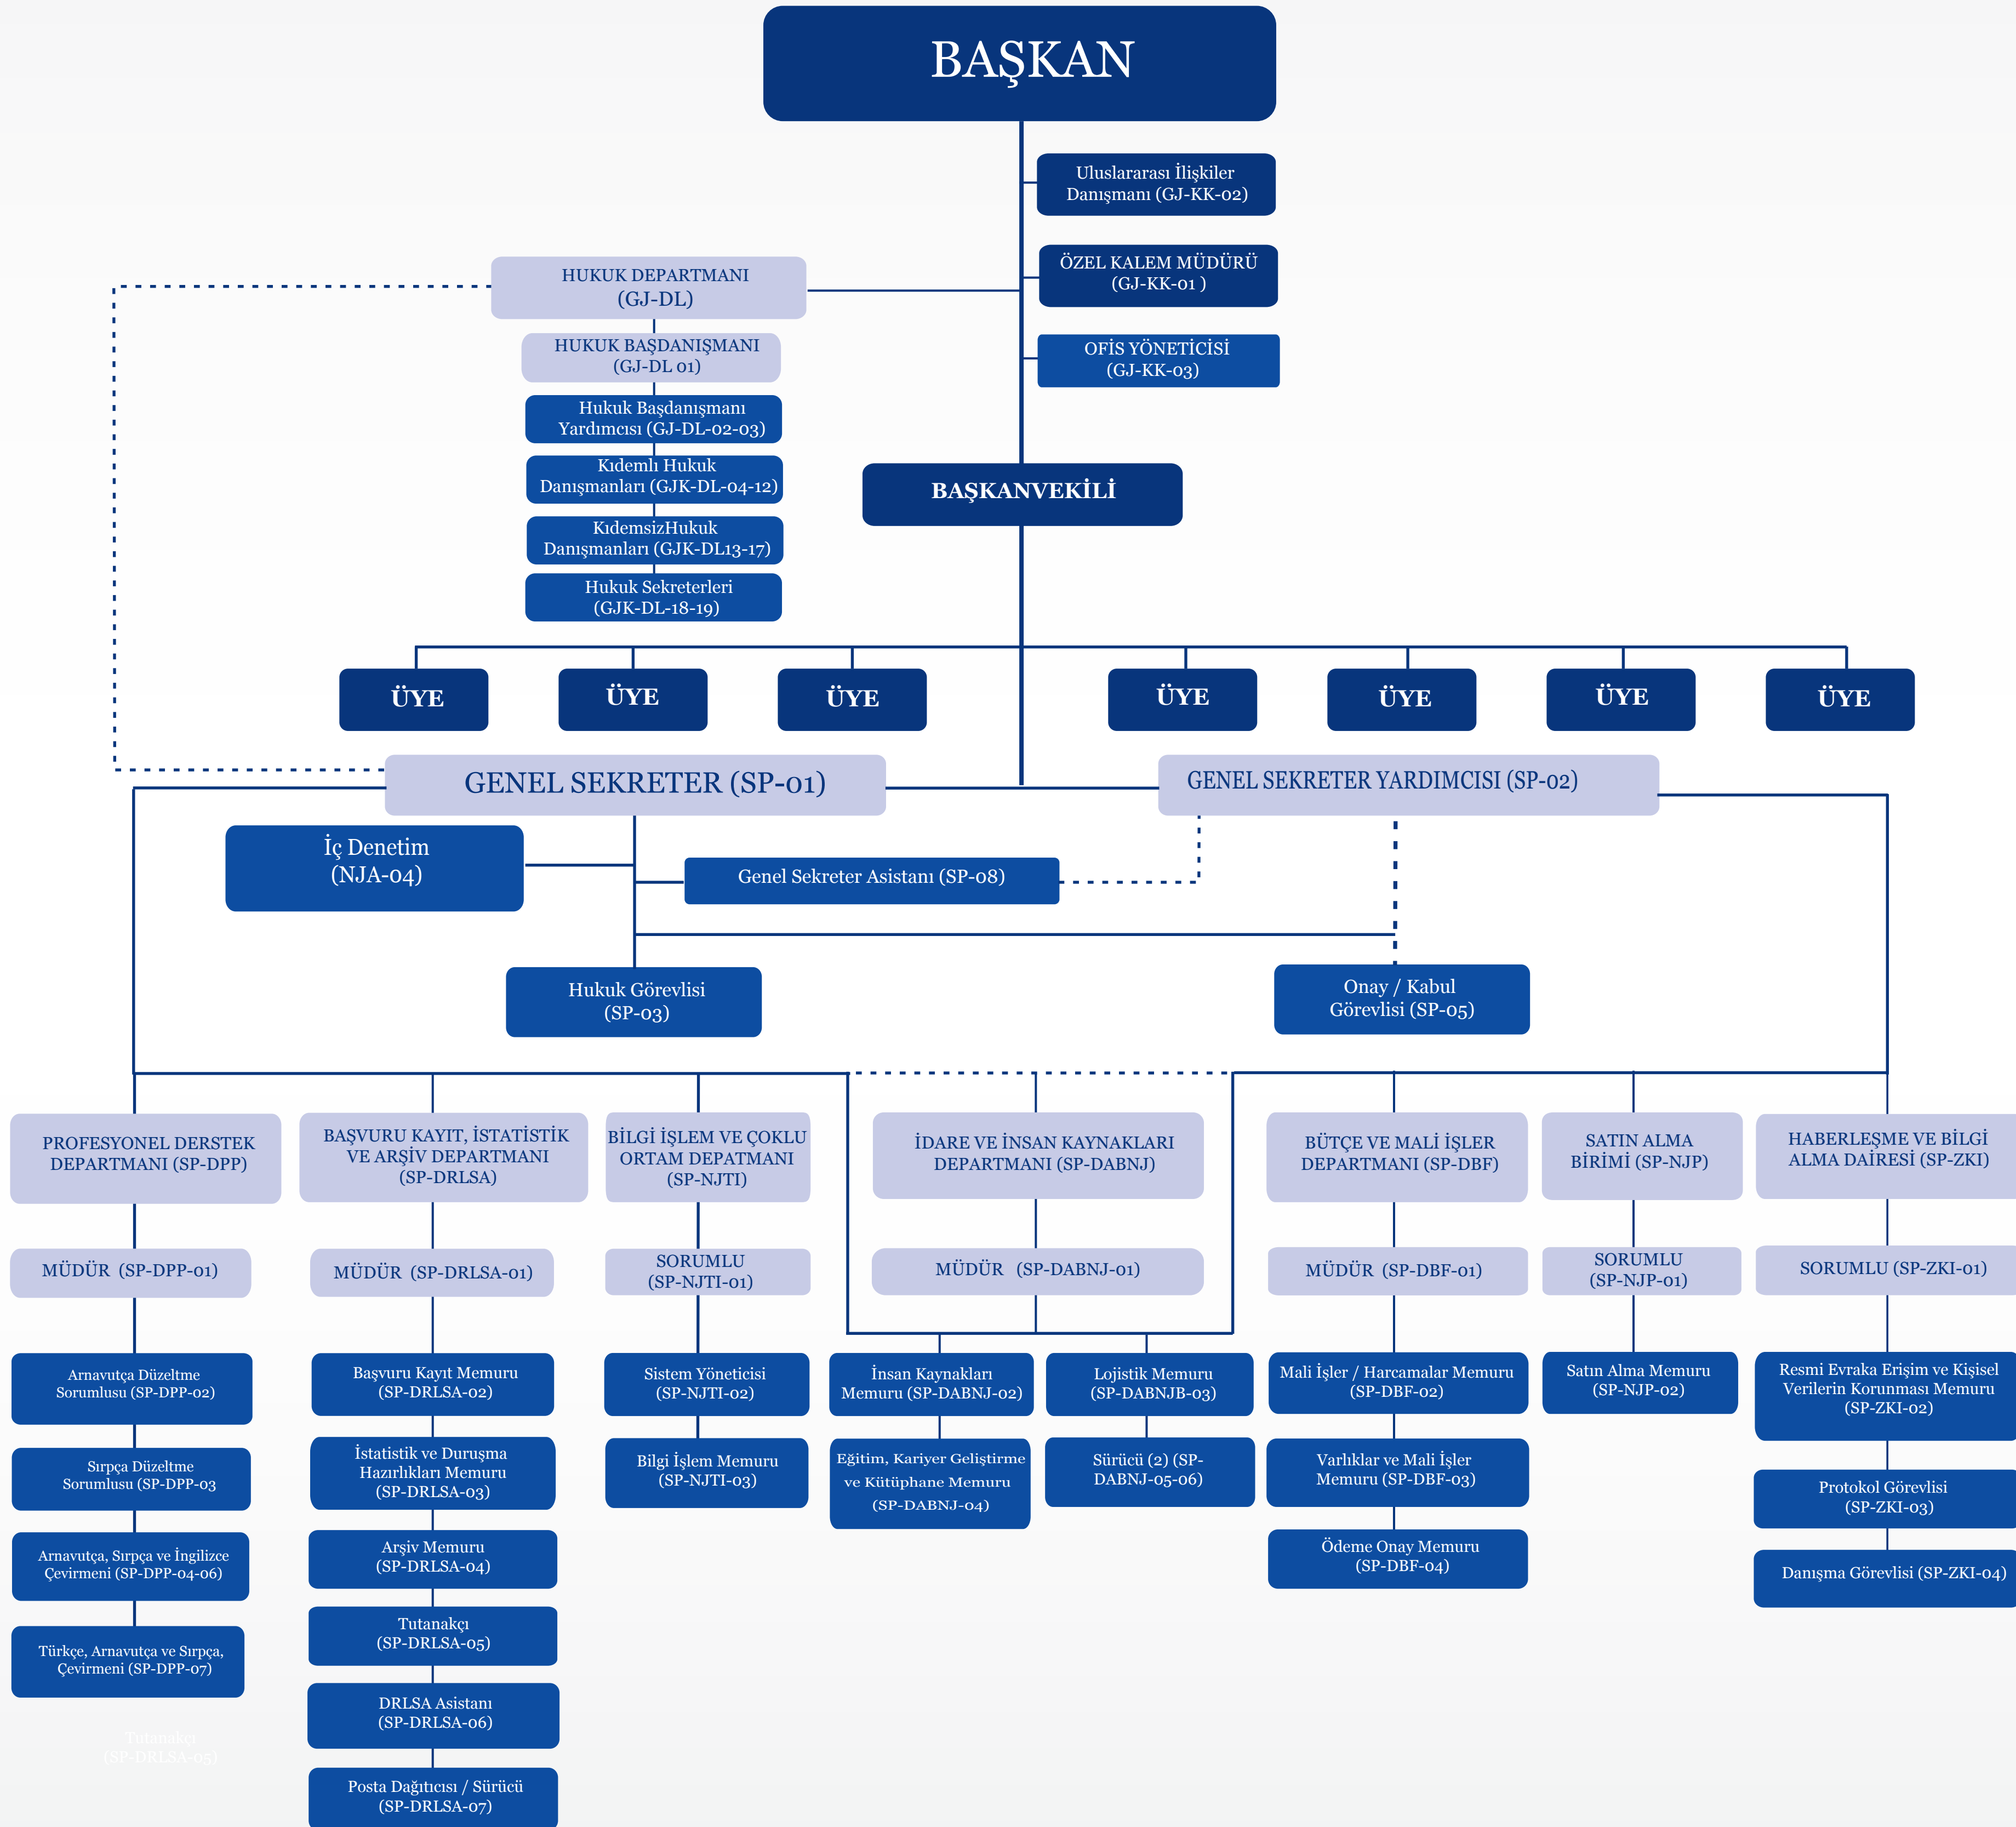 BAŞKAN
Uluslararası İlişkiler
Danışmanı (GJ-KK-02)
ÖZEL KALEM MÜDÜRÜ
(GJ-KK-01 )
OFİS YÖNETİCİSİ
(GJ-KK-03)
HUKUK DEPARTMANI
(GJ-DL)
HUKUK BAŞDANIŞMANI
(GJ-DL 01)
Hukuk Başdanışmanı
Yardımcısı (GJ-DL-02-03)
Kıdemlı Hukuk
Danışmanları (GJK-DL-04-12)
KıdemsizHukuk
Danışmanları (GJK-DL13-17)
Hukuk Sekreterleri
(GJK-DL-18-19)
BAŞKANVEKİLİ
ÜYE
ÜYE
ÜYE
ÜYE
ÜYE
ÜYE
ÜYE
GENEL SEKRETER (SP-01)
GENEL SEKRETER YARDIMCISI (SP-02)
İç Denetim
(NJA-04)
Genel Sekreter Asistanı (SP-08)
Hukuk Görevlisi
(SP-03)
Onay / Kabul
Görevlisi (SP-05)
PROFESYONEL DERSTEK
DEPARTMANI (SP-DPP)
MÜDÜR (SP-DPP-01)
Arnavutça Düzeltme
Sorumlusu (SP-DPP-02)
Sırpça Düzeltme
Sorumlusu (SP-DPP-03
Arnavutça, Sırpça ve İngilizce
Çevirmeni (SP-DPP-04-06)
Türkçe, Arnavutça ve Sırpça,
Çevirmeni (SP-DPP-07)
Tutanakçı
(SP-DRLSA-05)
BAŞVURU KAYIT, İSTATİSTİK
VE ARŞİV DEPARTMANI
(SP-DRLSA)
MÜDÜR (SP-DRLSA-01)
Başvuru Kayıt Memuru
(SP-DRLSA-02)
İstatistik ve Duruşma
Hazırlıkları Memuru
(SP-DRLSA-03)
Arşiv Memuru
(SP-DRLSA-04)
Tutanakçı
(SP-DRLSA-05)
DRLSA Asistanı
(SP-DRLSA-06)
Posta Dağıtıcısı / Sürücü
(SP-DRLSA-07)
BİLGİ İŞLEM VE ÇOKLU
ORTAM DEPATMANI
(SP-NJTI)
SORUMLU
(SP-NJTI-01)
Sistem Yöneticisi
(SP-NJTI-02)
Bilgi İşlem Memuru
(SP-NJTI-03)
İDARE VE İNSAN KAYNAKLARI
DEPARTMANI (SP-DABNJ)
MÜDÜR (SP-DABNJ-01)
İnsan Kaynakları
Memuru (SP-DABNJ-02)
Eğitim, Kariyer Geliştirme
ve Kütüphane Memuru
(SP-DABNJ-04)
Lojistik Memuru
(SP-DABNJB-03)
Sürücü (2) (SP-
DABNJ-05-06)
BÜTÇE VE MALİ İŞLER
DEPARTMANI (SP-DBF)
MÜDÜR (SP-DBF-01)
Mali İşler / Harcamalar Memuru
(SP-DBF-02)
Varlıklar ve Mali İşler
Memuru (SP-DBF-03)
Ödeme Onay Memuru
(SP-DBF-04)
SATIN ALMA
BİRİMİ (SP-NJP)
SORUMLU
(SP-NJP-01)
Satın Alma Memuru
(SP-NJP-02)
HABERLEŞME VE BİLGİ
ALMA DAİRESİ (SP-ZKI)
SORUMLU (SP-ZKI-01)
Resmi Evraka Erişim ve Kişisel
Verilerin Korunması Memuru
(SP-ZKI-02)
Protokol Görevlisi
(SP-ZKI-03)
Danışma Görevlisi (SP-ZKI-04)